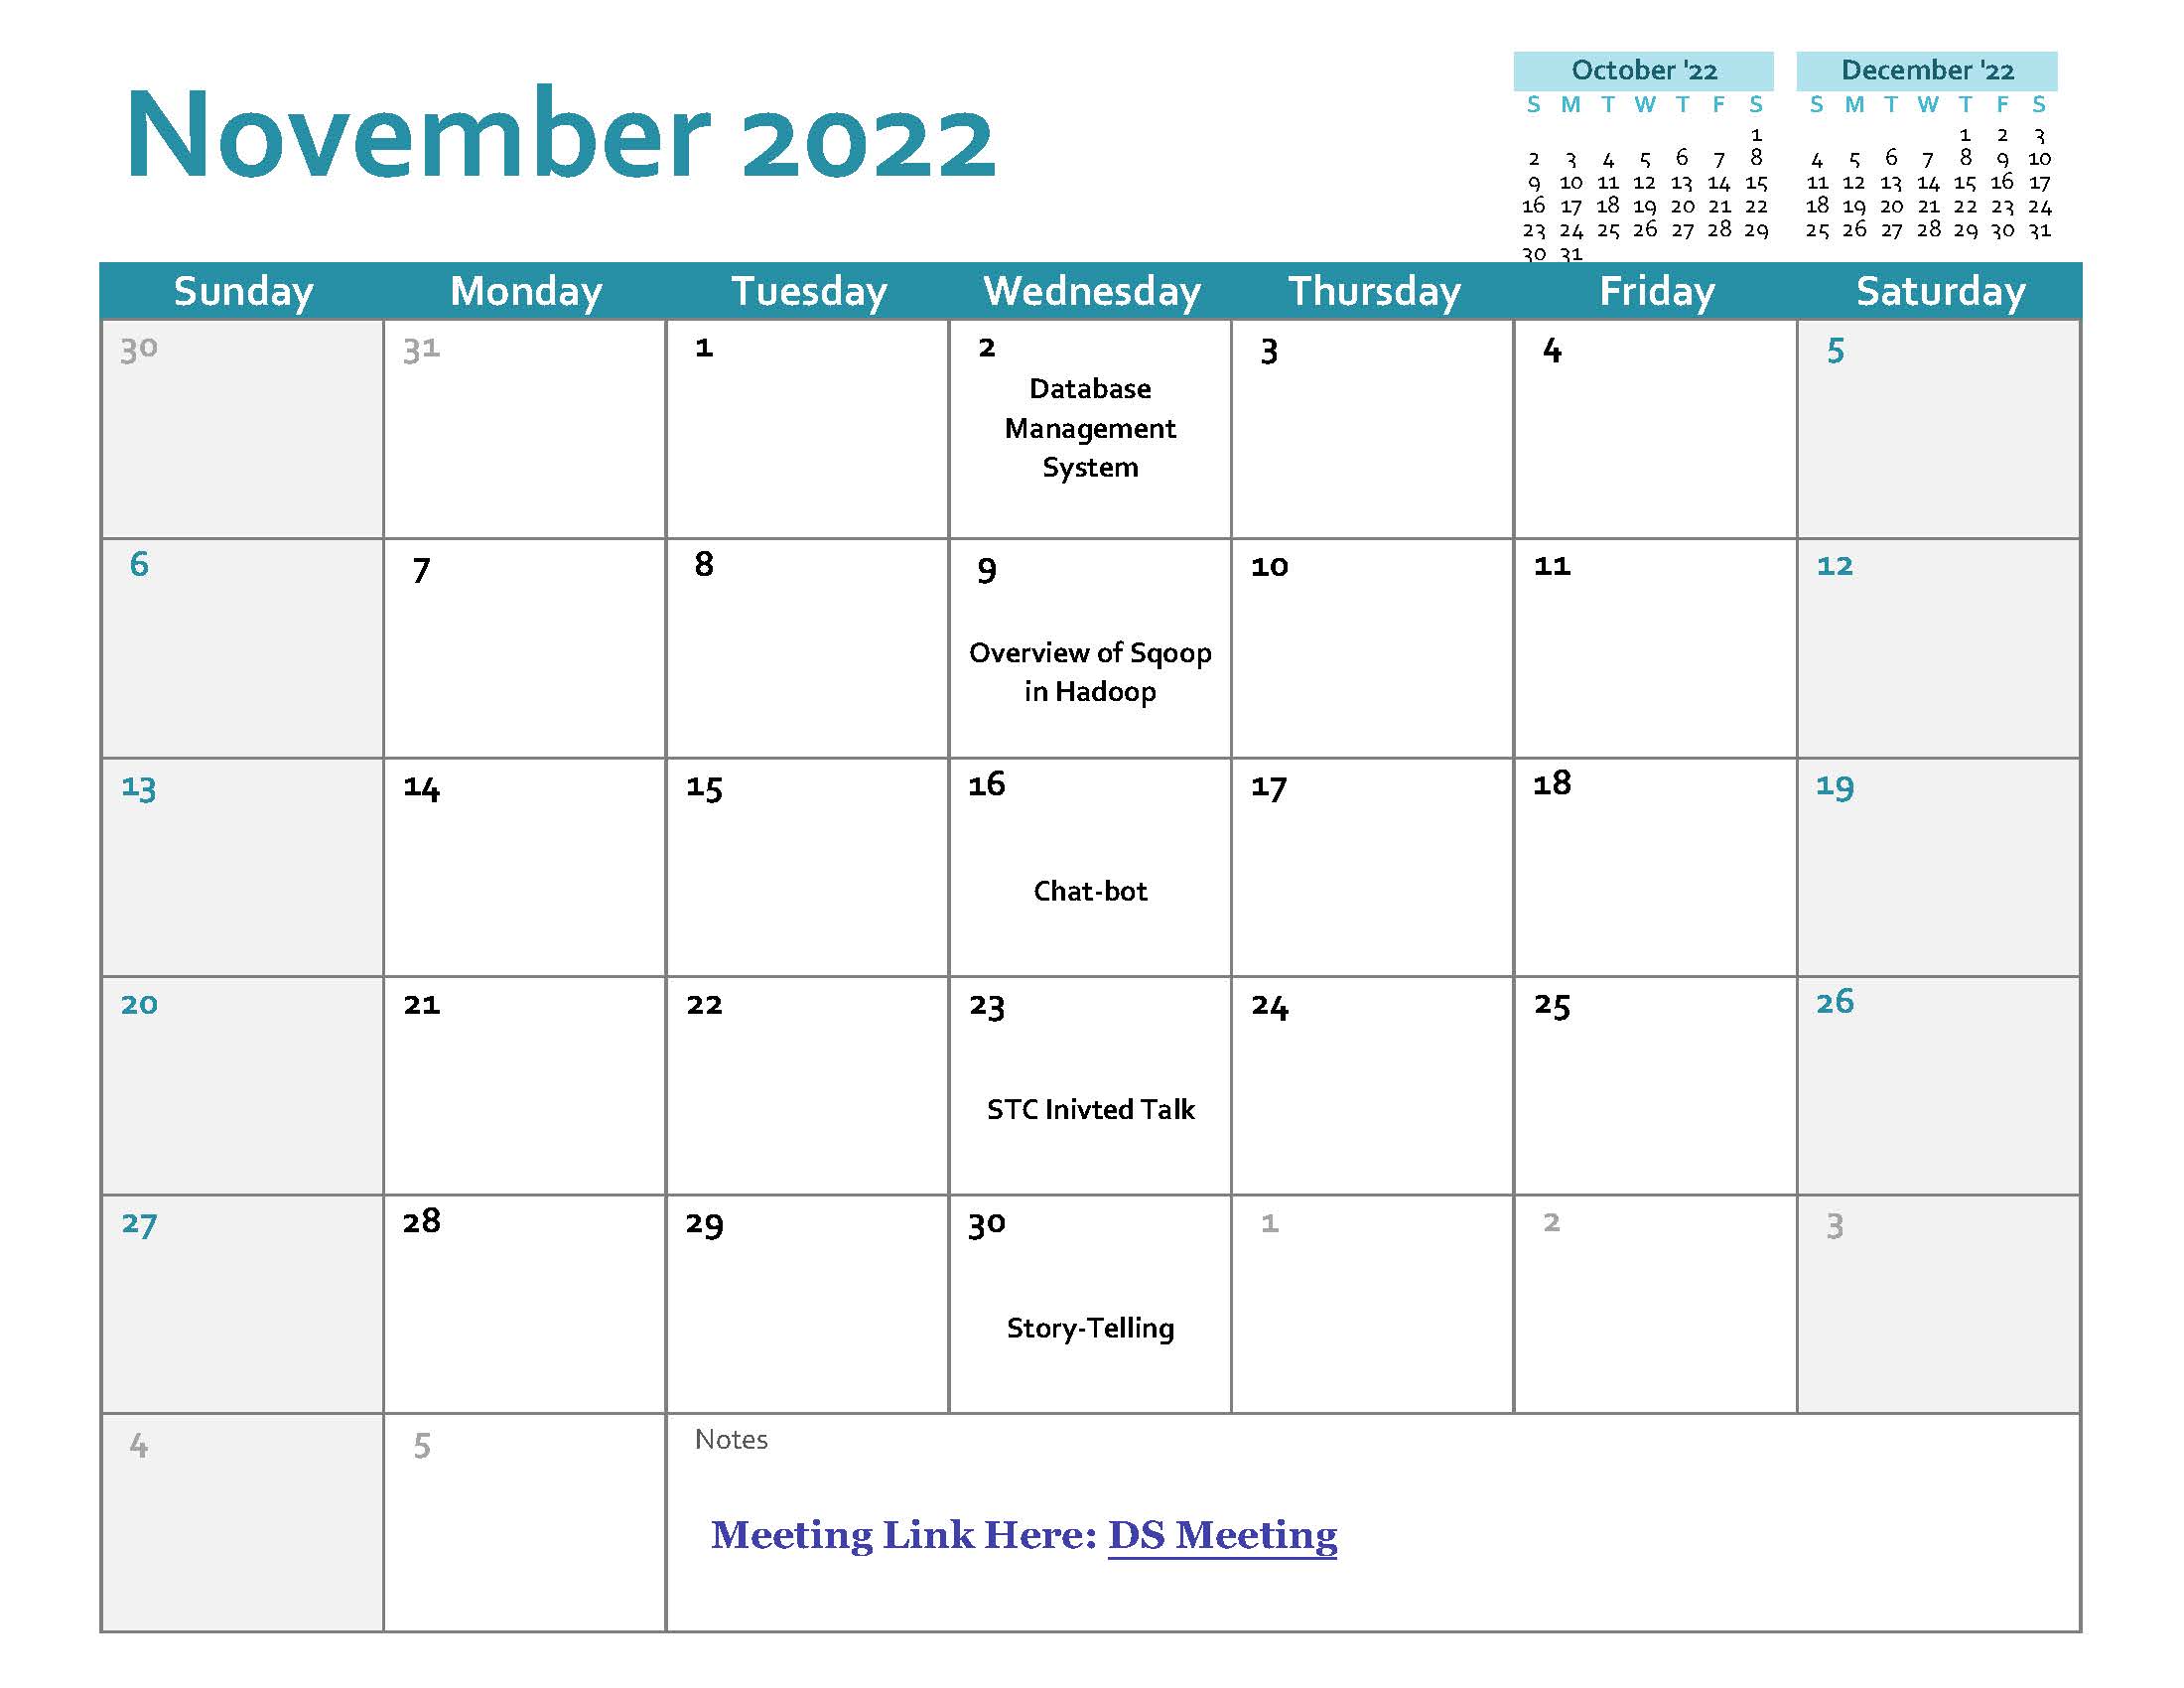 November 2022
October '22
S M T W T F S
1
2 3 4 5 6 7 8
9 10 11 12 13 14 15
16 17 18 19 20 21 22
23 24 25 26 27 28 29
30 31
December '22
S M T W T F S
1 2 3
4 5 6 7 8 9 10
11 12 13 14 15 16 17
18 19 20 21 22 23 24
25 26 27 28 29 30 31
Sunday Monday Tuesday Wednesday Thursday Friday Saturday
30 31 1 2 3 4 5
Database
Management
System
6 7 8 9 10 11 12
Overview of Sqoop
in Hadoop
13 14 15 16 17 18 19
Chat-bot
20 21 22 23 24 25 26
STC Inivted Talk
27 28 29 30 1 2 3
Story-Telling
4 5 Notes
Meeting Link Here: DS Meeting